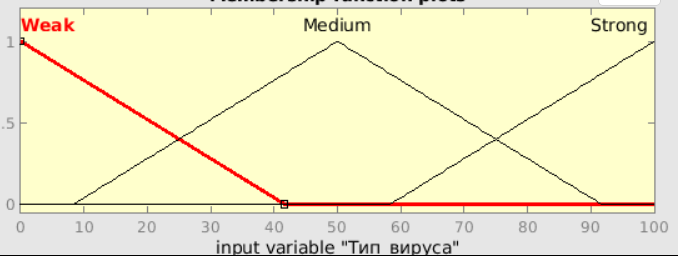 Membership function plots
Weak Medium Strong
1
.5
0
0 10 20 30 40 50 60 70 80 90 100
input variable "Тип_вируса"